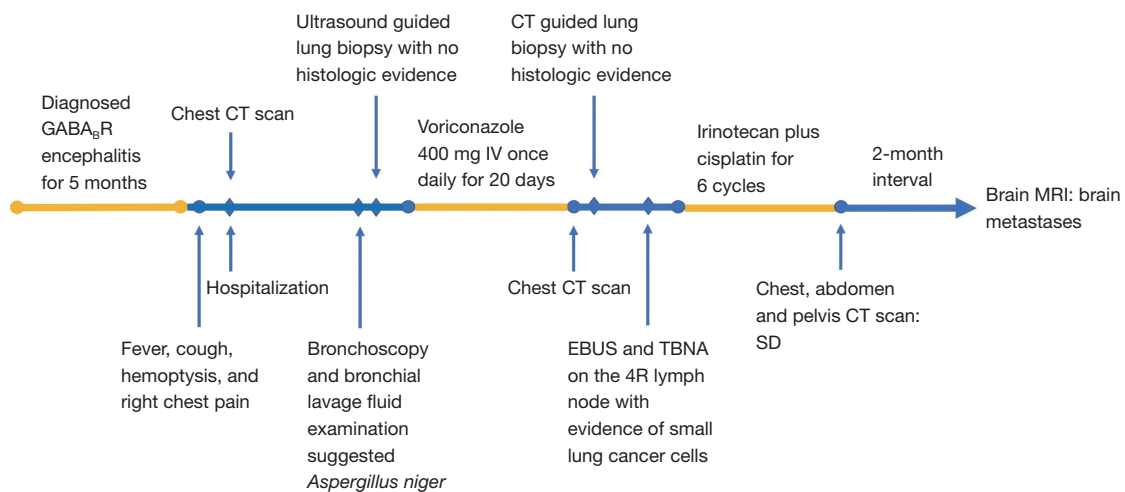 Diagnosed
GABABR
encephalitis
for 5 months
Chest CT scan
Ultrasound guided
lung biopsy with no
histologic evidence
Voriconazole
400 mg IV once
daily for 20 days
CT guided lung
biopsy with no
histologic evidence
Irinotecan plus
cisplatin for
6 cycles
2-month
interval
Brain MRI: brain
metastases
Fever, cough,
hemoptysis, and
right chest pain
Hospitalization
Bronchoscopy
and bronchial
lavage fluid
examination
suggested
Aspergillus niger
Chest CT scan
EBUS and TBNA
on the 4R lymph
node with
evidence of small
lung cancer cells
Chest, abdomen
and pelvis CT scan:
SD